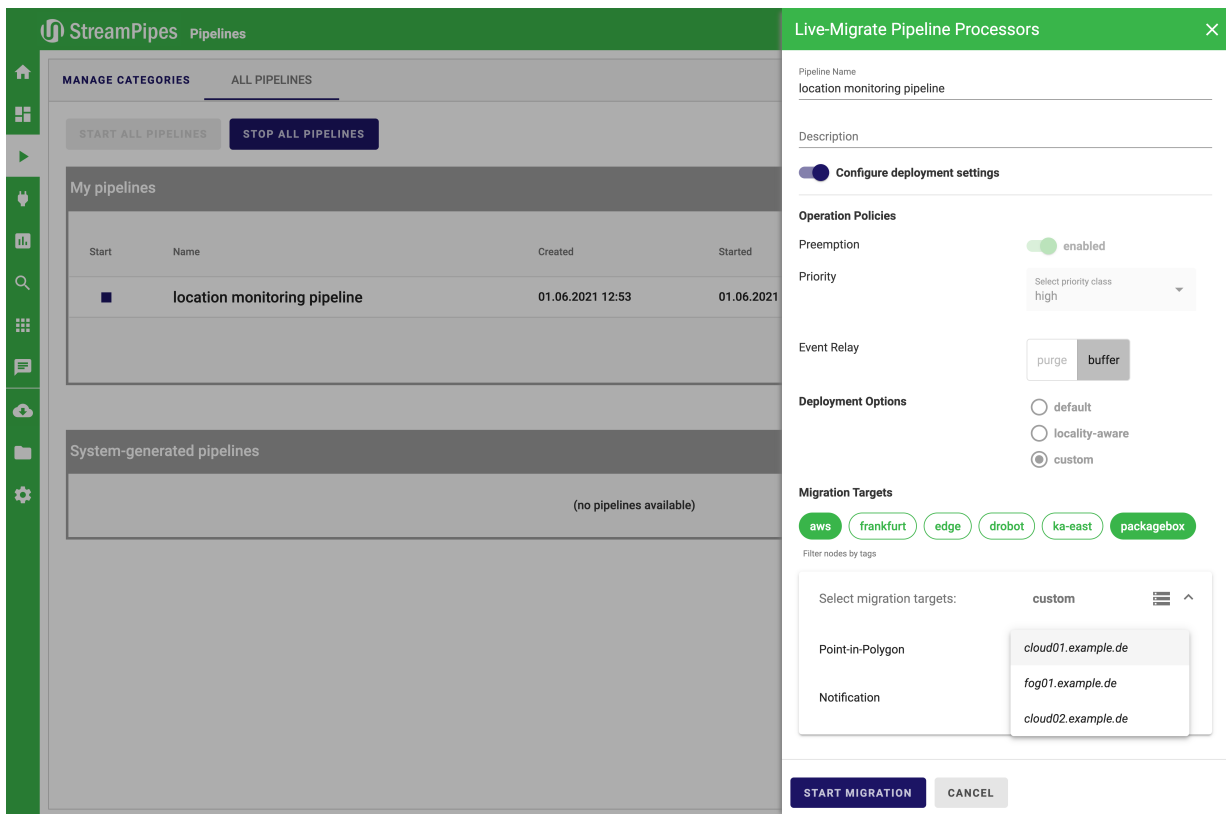 StreamPipes Pipelines
MANAGE CATEGORIES ALL PIPELINES
START ALL PIPELINES STOP ALL PIPELINES
My pipelines
Start Name Created Started
location monitoring pipeline 01.06.2021 12:53 01.06.2021
System-generated pipelines
(no pipelines available)
Live-Migrate Pipeline Processors
Pipeline Name
location monitoring pipeline
Description
Configure deployment settings
Operation Policies
Preemption enabled
Priority
Select priority class
high
Event Relay purge buffer
Deployment Options default
locality-aware
custom
Migration Targets
aws frankfurt edge drobot ka-east packagebox
Filter nodes by tags
Select migration targets: custom
Point-in-Polygon cloud01.example.de
fog01.example.de
Notification
cloud02.example.de
START MIGRATION CANCEL